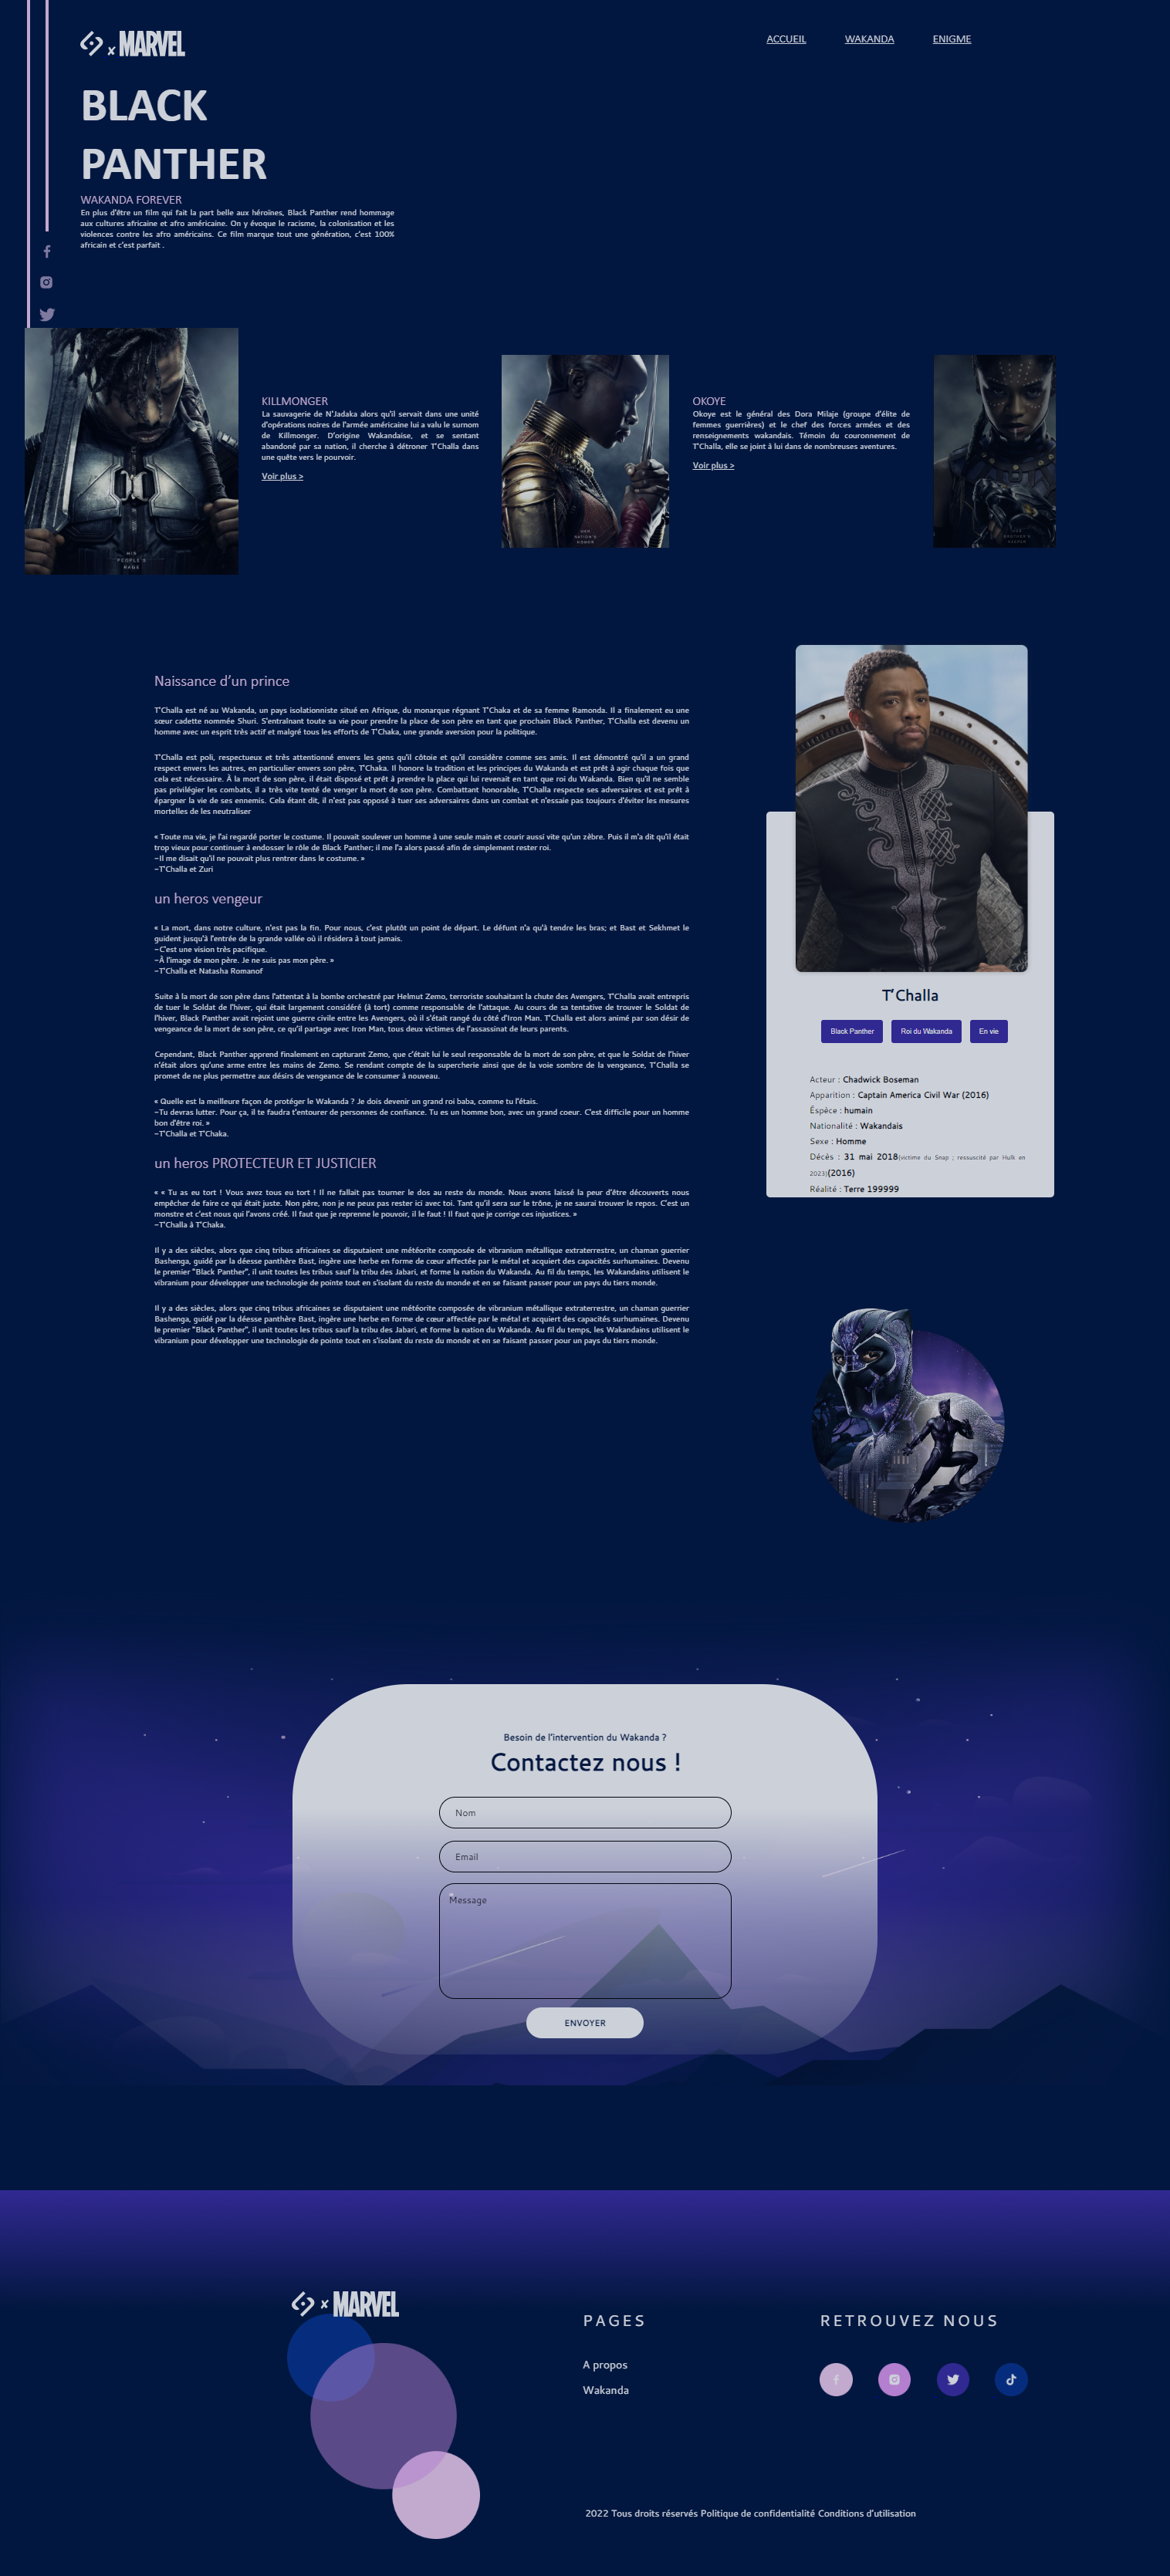 x MARVEL
ACCUEIL WAKANDA ENIGME
BLACK
PANTHER
WAKANDA FOREVER
En plus d'être un film qui fait la part belle aux héroïnes, Black Panther rend hommage
aux cultures africaine et afro américaine. On y évoque le racisme, la colonisation et les
violences contre les afro américains. Ce film marque tout une génération, c'est 100%
africain et c'est parfait .
HIS
PEOPLE'S
RAGE
KILLMONGER
La sauvagerie de N'Jadaka alors qu'il servait dans une unité
d'opérations noires de l'armée américaine lui a valu le surnom
de Killmonger. D'origine Wakandaise, et se sentant
abandoné par sa nation, il cherche à détroner T'Challa dans
une quête vers le pourvoir.
Voir plus >
HER
NATION'S
HONOR
OKOYE
Okoye est le général des Dora Milaje (groupe d'élite de
femmes guerrières) et le chef des forces armées et des
renseignements wakandais. Témoin du couronnement de
T'Challa, elle se joint à lui dans de nombreuses aventures.
Voir plus >
HER
BROTHER'S
KEEPER
Naissance d'un prince
T'Challa est né au Wakanda, un pays isolationniste situé en Afrique, du monarque régnant T'Chaka et de sa femme Ramonda. Il a finalement eu une
sœur cadette nommée Shuri. S'entraînant toute sa vie pour prendre la place de son père en tant que prochain Black Panther, T'Challa est devenu un
homme avec un esprit très actif et malgré tous les efforts de T'Chaka, une grande aversion pour la politique.
T'Challa est poli, respectueux et très attentionné envers les gens qu'il côtoie et qu'il considère comme ses amis. Il est démontré qu'il a un grand
respect envers les autres, en particulier envers son père, T'Chaka. Il honore la tradition et les principes du Wakanda et est prêt à agir chaque fois que
cela est nécessaire. À la mort de son père, il était disposé et prêt à prendre la place qui lui revenait en tant que roi du Wakanda. Bien qu'il ne semble
pas privilégier les combats, il a très vite tenté de venger la mort de son père. Combattant honorable, T'Challa respecte ses adversaires et est prêt à
épargner la vie de ses ennemis. Cela étant dit, il n'est pas opposé à tuer ses adversaires dans un combat et n'essaie pas toujours d'éviter les mesures
mortelles de les neutraliser
« Toute ma vie, je l'ai regardé porter le costume. Il pouvait soulever un homme à une seule main et courir aussi vite qu'un zèbre. Puis il m'a dit qu'il était
trop vieux pour continuer à endosser le rôle de Black Panther; il me l'a alors passé afin de simplement rester roi.
–Il me disait qu'il ne pouvait plus rentrer dans le costume. »
–T'Challa et Zuri
un heros vengeur
« La mort, dans notre culture, n'est pas la fin. Pour nous, c'est plutôt un point de départ. Le défunt n'a qu'à tendre les bras; et Bast et Sekhmet le
guident jusqu'à l'entrée de la grande vallée où il résidera à tout jamais.
–C'est une vision très pacifique.
–À l'image de mon père. Je ne suis pas mon père. »
–T'Challa et Natasha Romanof
Suite à la mort de son père dans l'attentat à la bombe orchestré par Helmut Zemo, terroriste souhaitant la chute des Avengers, T'Challa avait entrepris
de tuer le Soldat de l'hiver, qui était largement considéré (à tort) comme responsable de l'attaque. Au cours de sa tentative de trouver le Soldat de
l'hiver, Black Panther avait rejoint une guerre civile entre les Avengers, où il s'était rangé du côté d'Iron Man. T'Challa est alors animé par son désir de
vengeance de la mort de son père, ce qu'il partage avec Iron Man, tous deux victimes de l'assassinat de leurs parents.
Cependant, Black Panther apprend finalement en capturant Zemo, que c'était lui le seul responsable de la mort de son père, et que le Soldat de l'hiver
n'était alors qu'une arme entre les mains de Zemo. Se rendant compte de la supercherie ainsi que de la voie sombre de la vengeance, T'Challa se
promet de ne plus permettre aux désirs de vengeance de le consumer à nouveau.
« Quelle est la meilleure façon de protéger le Wakanda ? Je dois devenir un grand roi baba, comme tu l'étais.
–Tu devras lutter. Pour ça, il te faudra t'entourer de personnes de confiance. Tu es un homme bon, avec un grand coeur. C'est difficile pour un homme
bon d'être roi. »
–T'Challa et T'Chaka.
un heros PROTECTEUR ET JUSTICIER
« « Tu as eu tort ! Vous avez tous eu tort ! Il ne fallait pas tourner le dos au reste du monde. Nous avons laissé la peur d'être découverts nous
empêcher de faire ce qui était juste. Non père, non je ne peux pas rester ici avec toi. Tant qu'il sera sur le trône, je ne saurai trouver le repos. C'est un
monstre et c'est nous qui l'avons créé. Il faut que je reprenne le pouvoir, il le faut ! Il faut que je corrige ces injustices. »
–T'Challa à T'Chaka.
Il y a des siècles, alors que cinq tribus africaines se disputaient une météorite composée de vibranium métallique extraterrestre, un chaman guerrier
Bashenga, guidé par la déesse panthère Bast, ingère une herbe en forme de cœur affectée par le métal et acquiert des capacités surhumaines. Devenu
le premier "Black Panther", il unit toutes les tribus sauf la tribu des Jabari, et forme la nation du Wakanda. Au fil du temps, les Wakandains utilisent le
vibranium pour développer une technologie de pointe tout en s'isolant du reste du monde et en se faisant passer pour un pays du tiers monde.
Il y a des siècles, alors que cinq tribus africaines se disputaient une météorite composée de vibranium métallique extraterrestre, un chaman guerrier
Bashenga, guidé par la déesse panthère Bast, ingère une herbe en forme de cœur affectée par le métal et acquiert des capacités surhumaines. Devenu
le premier "Black Panther", il unit toutes les tribus sauf la tribu des Jabari, et forme la nation du Wakanda. Au fil du temps, les Wakandains utilisent le
vibranium pour développer une technologie de pointe tout en s'isolant du reste du monde et en se faisant passer pour un pays du tiers monde.
T'Challa
Black Panther Roi du Wakanda En vie
Acteur : Chadwick Boseman
Apparition : Captain America Civil War (2016)
Éspéce : humain
Nationalité : Wakandais
Sexe : Homme
Décès : 31 mai 2018(victime du Snap ; ressuscité par Hulk en
2023)(2016)
Réalité : Terre 199999
Besoin de l'intervention du Wakanda ?
Contactez nous !
Nom
Email
Message
ENVOYER
x MARVEL
PAGES
A propos
Wakanda
RETROUVEZ NOUS
2022 Tous droits réservés Politique de confidentialité Conditions d'utilisation